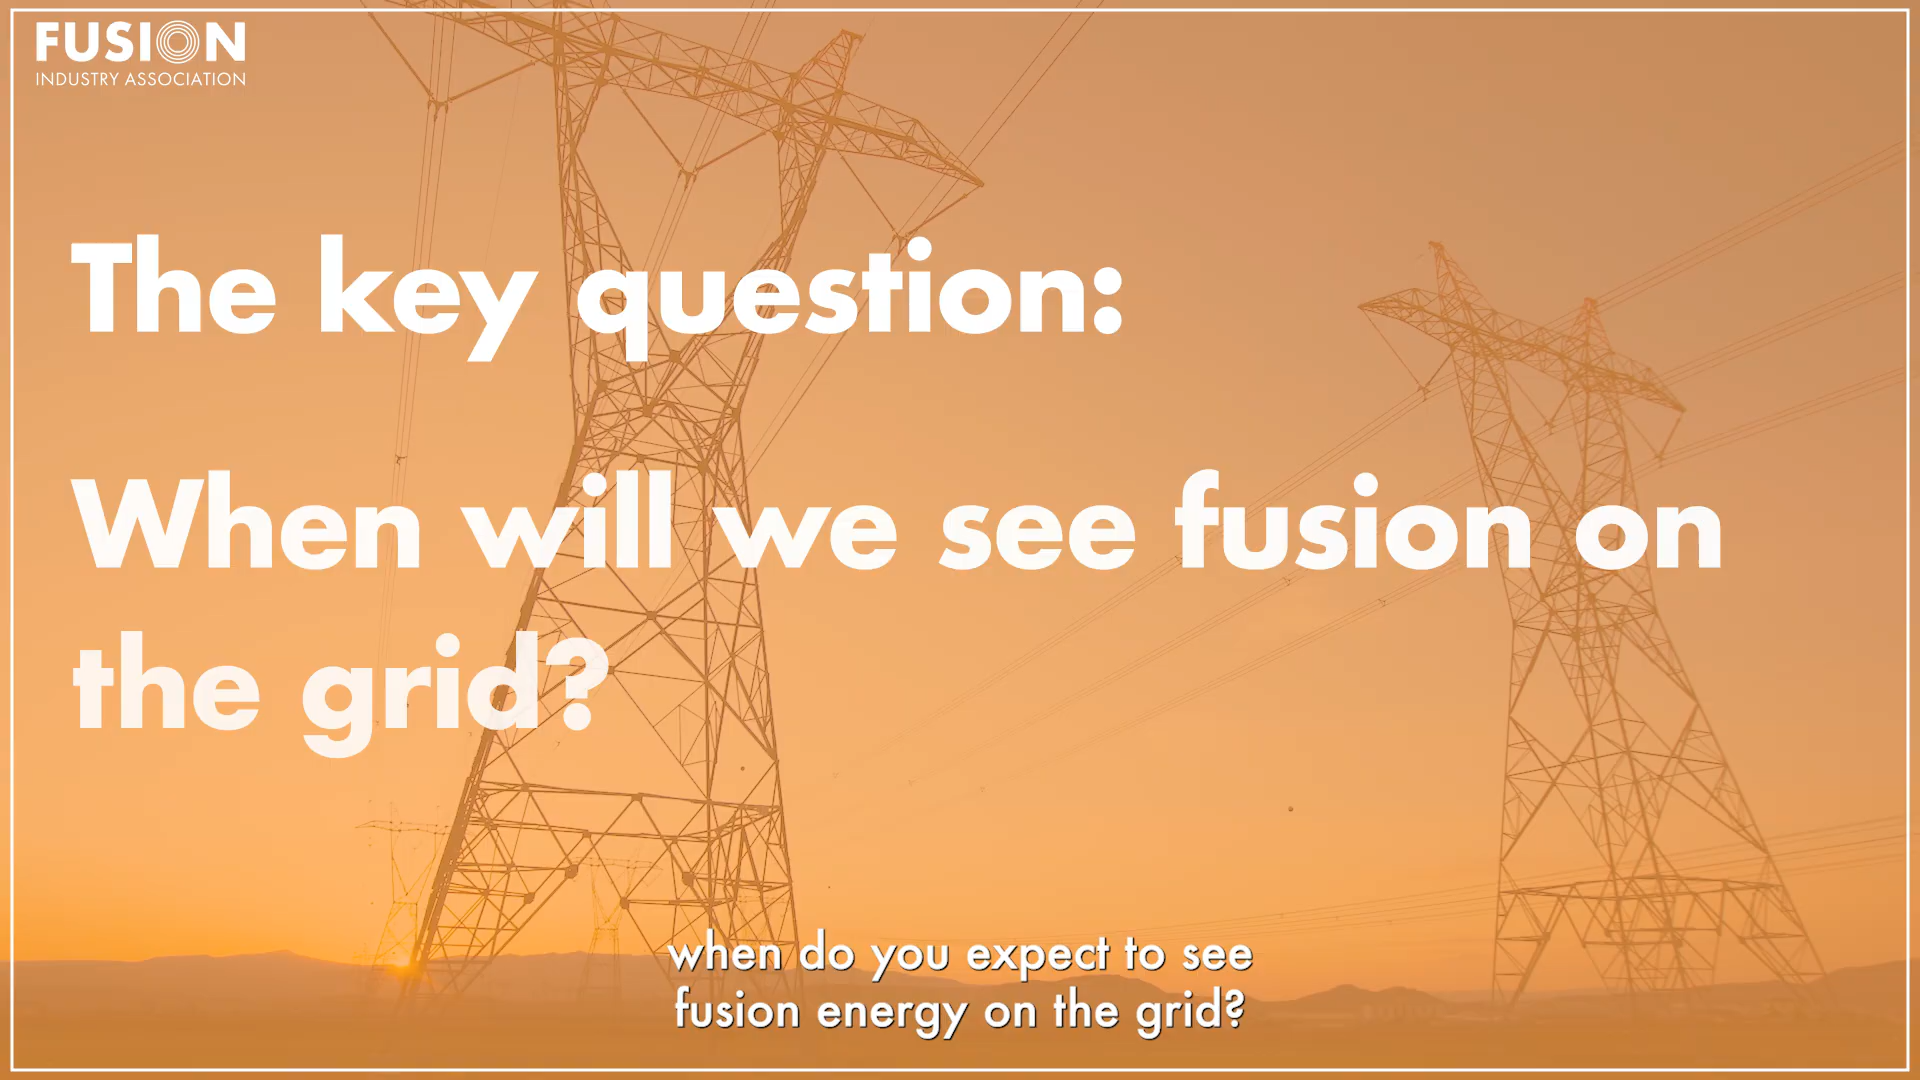 FUSION
INDUSTRY ASSOCIATION
The key question:
When will we see fusion on
the grid?
when do you expect to see
fusion energy on the grid?